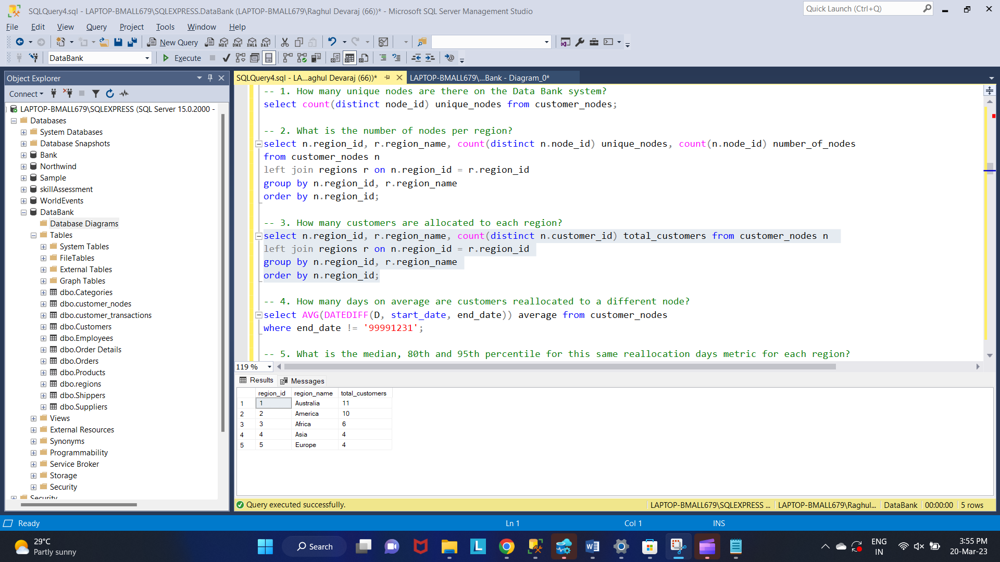 SQLQuery4.sql - LAPTOP-BMALL679\SQLEXPRESS.DataBank (LAPTOP-BMALL679\Raghul Devaraj (66))* - Microsoft SQL Server Management Studio
Quick Launch (Ctrl+Q)
File Edit View Query Project Tools Window Help
New Query MDX DMX XMLA DAX
DataBank Execute
Object Explorer
Connect
LAPTOP-BMALL679\SQLEXPRESS (SQL Server 15.0.2000 -
Databases
System Databases
Database Snapshots
Bank
Northwind
Sample
skillAssessment
WorldEvents
DataBank
Database Diagrams
Tables
System Tables
FileTables
External Tables
Graph Tables
dbo.Categories
dbo.customer_nodes
dbo.customer_transactions
dbo.Customers
dbo.Employees
dbo.Order Details
dbo.Orders
dbo.Products
dbo.regions
dbo.Shippers
dbo.Suppliers
Views
External Resources
Synonyms
Programmability
Service Broker
Storage
Security
Security
SQLQuery4.sql - LA...aghul Devaraj (66))* LAPTOP-BMALL679\...Bank - Diagram_0*
-- 1. How many unique nodes are there on the Data Bank system?
select count(distinct node_id) unique_nodes from customer_nodes;
-- 2. What is the number of nodes per region?
select n.region_id, r.region_name, count(distinct n.node_id) unique_nodes, count(n.node_id) number_of_nodes
from customer_nodes n
left join regions r on n.region_id = r.region_id
group by n.region_id, r.region_name
order by n.region_id;
-- 3. How many customers are allocated to each region?
select n.region_id, r.region_name, count(distinct n.customer_id) total_customers from customer_nodes n
left join regions r on n.region_id = r.region_id
group by n.region_id, r.region_name
order by n.region_id;
-- 4. How many days on average are customers reallocated to a different node?
select AVG(DATEDIFF(D, start_date, end_date)) average from customer_nodes
where end_date != '99991231';
-- 5. What is the median, 80th and 95th percentile for this same reallocation days metric for each region?
119 %
Results Messages
region_id region_name total_customers
1 1 Australia 11
2 2 America 10
3 3 Africa 6
4 4 Asia 4
5 5 Europe 4
Query executed successfully. LAPTOP-BMALL679\SQLEXPRESS ... LAPTOP-BMALL679\Raghul... DataBank 00:00:00 5 rows
Ready Ln 1 Col 1 INS
29°C
Partly sunny
Search
ENG
IN
3:55 PM
20-Mar-23